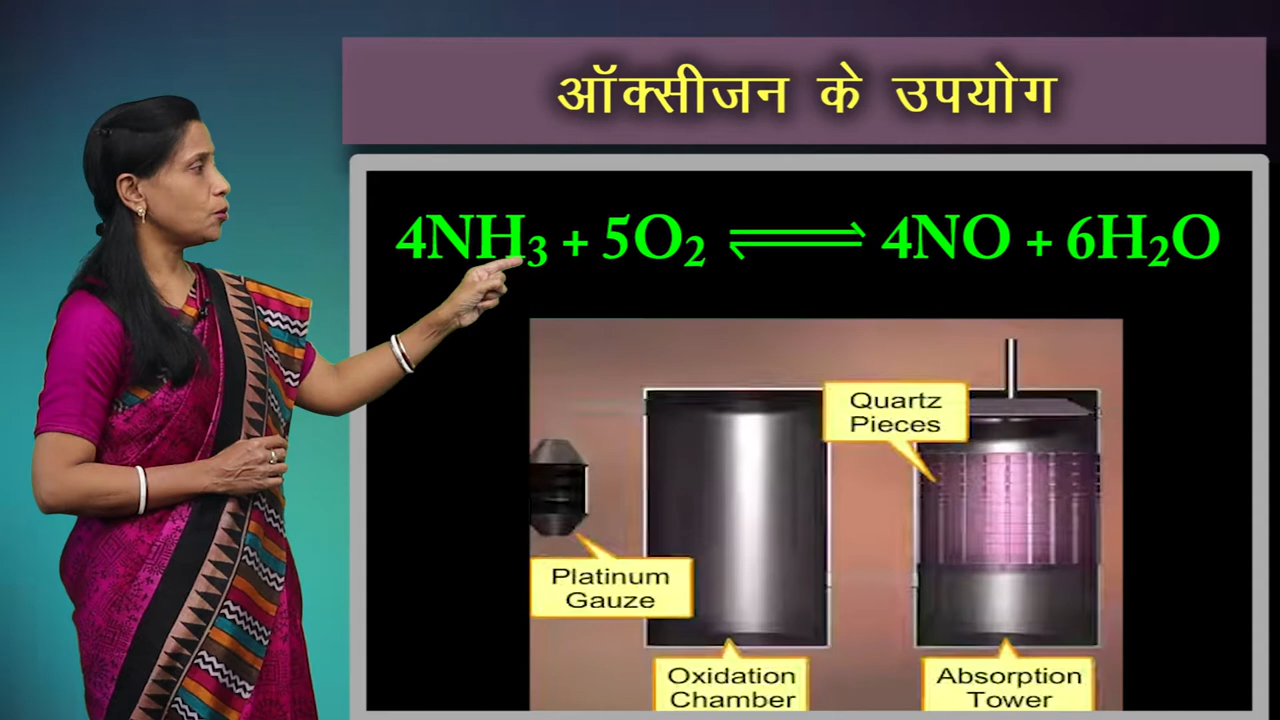 ऑक्सीजन के उपयोग
4NH₃ + 5O₂ ⇌ 4NO + 6H₂O
Quartz
Pieces
Platinum
Gauze
Oxidation
Chamber
Absorption
Tower